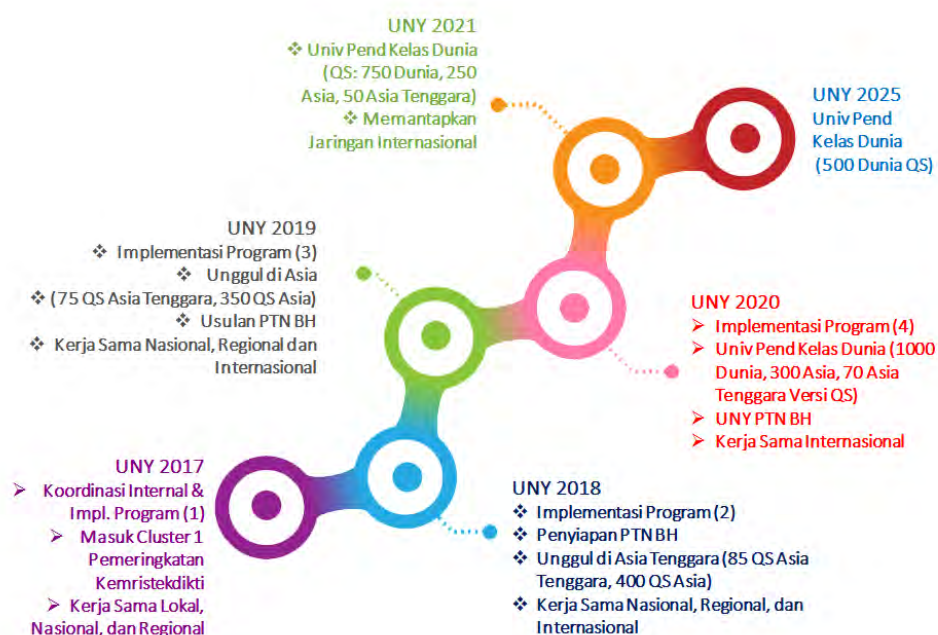 UNY 2021
❖ Univ Pend Kelas Dunia
(QS: 750 Dunia, 250
Asia, 50 Asia Tenggara)
❖ Memantapkan
Jaringan Internasional
UNY 2025
Univ Pend
Kelas Dunia
(500 Dunia QS)
UNY 2019
❖ Implementasi Program (3)
❖ Unggul di Asia
❖ (75 QS Asia Tenggara, 350 QS Asia)
❖ Usulan PTN BH
❖ Kerja Sama Nasional, Regional dan
Internasional
UNY 2020
➢ Implementasi Program (4)
➢ Univ Pend Kelas Dunia (1000
Dunia, 300 Asia, 70 Asia
Tenggara Versi QS)
➢ UNY PTN BH
➢ Kerja Sama Internasional
UNY 2017
➢ Koordinasi Internal &
Impl. Program (1)
➢ Masuk Cluster 1
Pemeringkatan
Kemristekdikti
➢ Kerja Sama Lokal,
Nasional, dan Regional
UNY 2018
❖ Implementasi Program (2)
❖ Penyiapan PTN BH
❖ Unggul di Asia Tenggara (85 QS Asia
Tenggara, 400 QS Asia)
❖ Kerja Sama Nasional, Regional, dan
Internasional